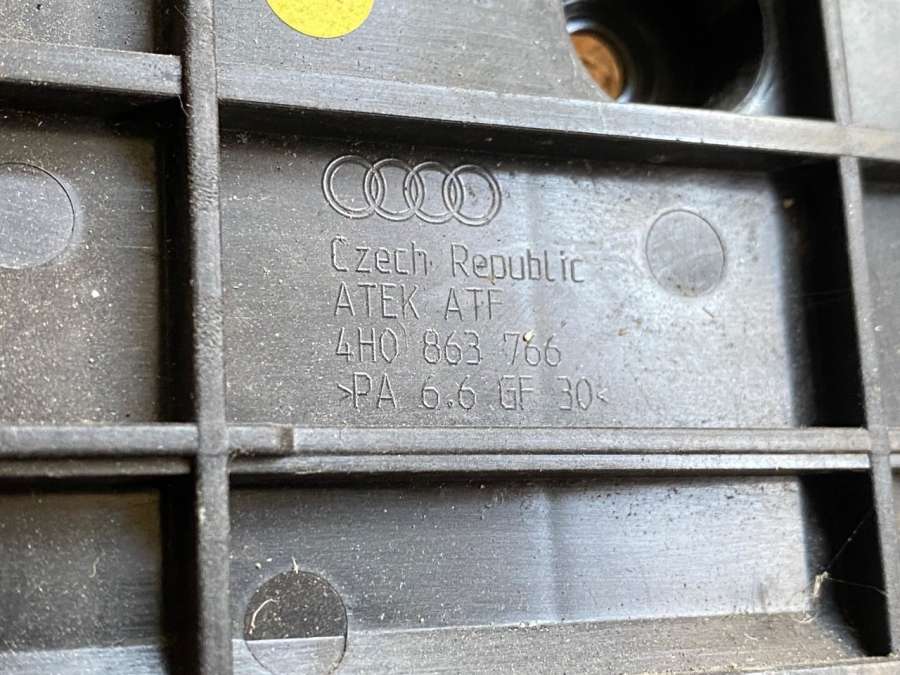 Czech Republic
ATEK ATF
4H0 863 766
>PA 6.6 GF 30<